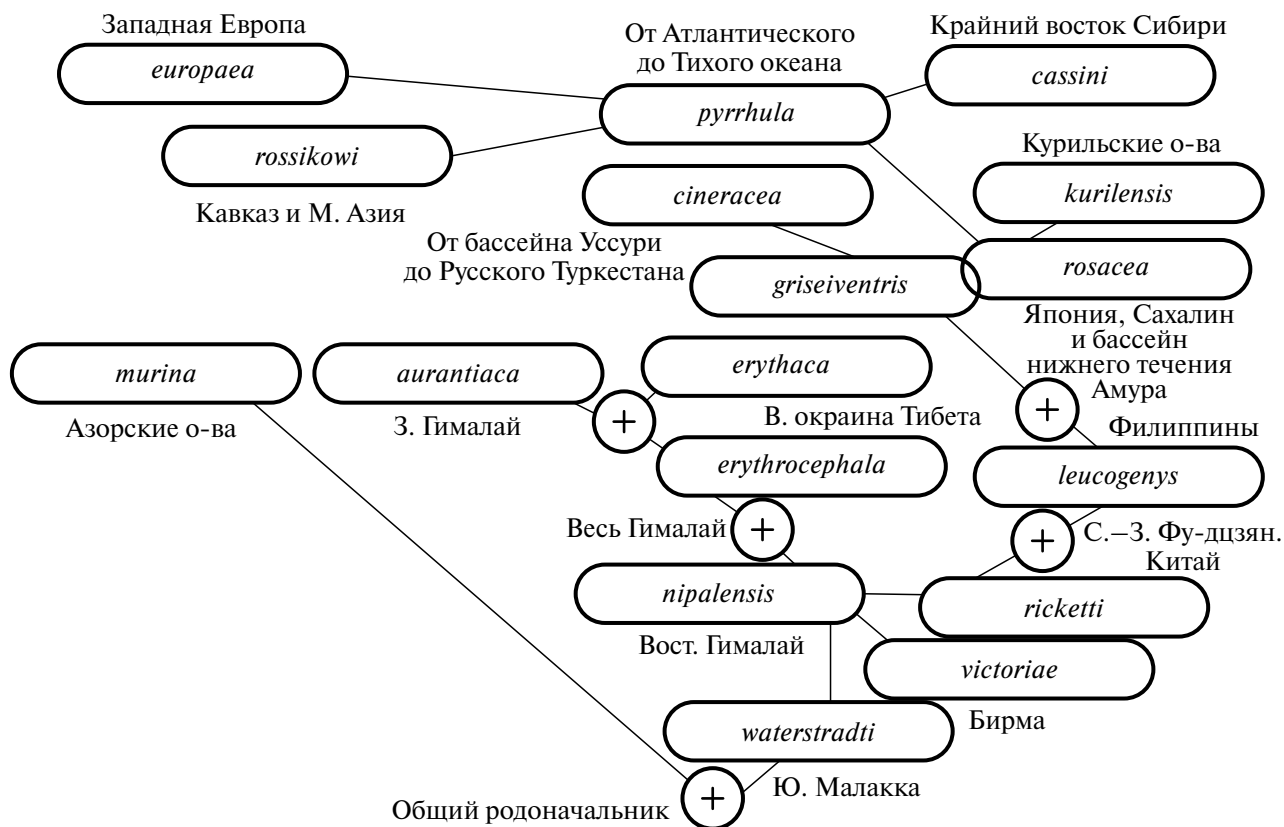 Западная Европа
europaea
От Атлантического
до Тихого океана
pyrrhula
Крайний восток Сибири
cassini
rossikowi
Кавказ и М. Азия
cineracea
От бассейна Уссури
до Русского Туркестана
griseiventris
Курильские о-ва
kurilensis
rosacea
Япония, Сахалин
и бассейн
нижнего течения
Амура
murina
Азорские о-ва
aurantiaca
З. Гималай
erythaca
В. окраина Тибета
+
+
Филиппины
erythrocephala
leucogenys
Весь Гималай
+
+
С.–З. Фу-дцзян.
Китай
nipalensis
Вост. Гималай
ricketti
victoriae
Бирма
waterstradti
Ю. Малакка
Общий родоначальник
+